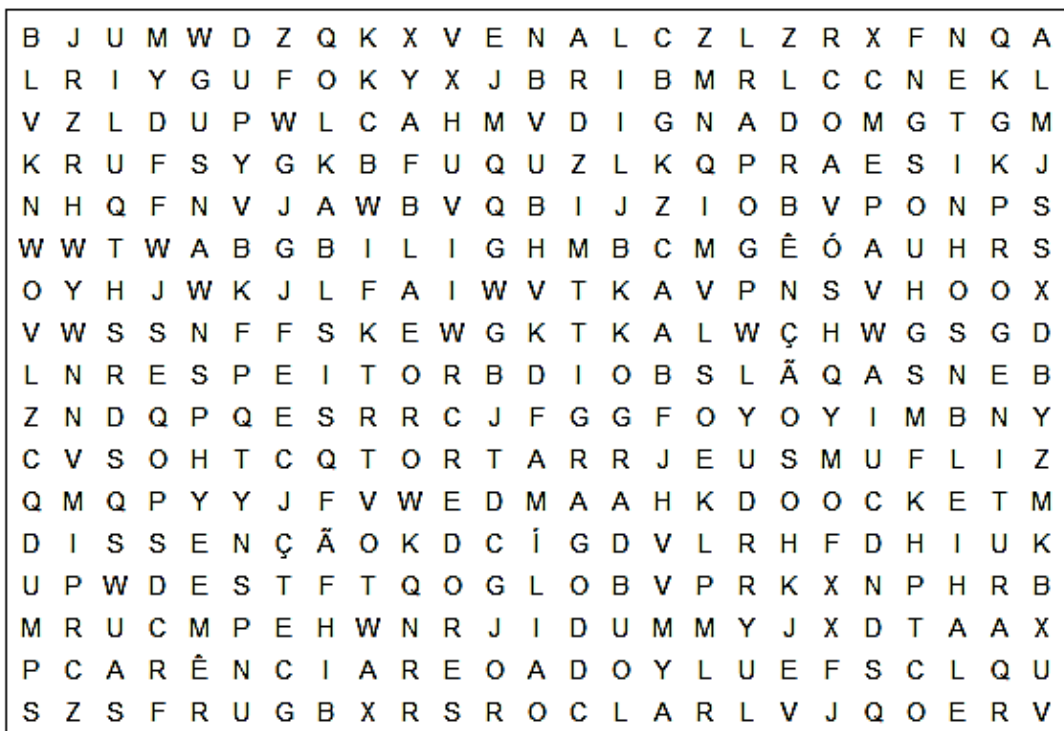 B J U M W D Z Q K X V E N A L C Z L Z R X F N Q A
L R I Y G U F O K Y X J B R I B M R L C C N E K L
V Z L D U P W L C A H M V D I G N A D O M G T G M
K R U F S Y G K B F U Q U Z L K Q P R A E S I K J
N H Q F N V J A W B V Q B I J Z I O B V P O N P S
W W T W A B G B I L I G H M B C M G Ê Ó A U H R S
O Y H J W K J L F A I W V T K A V P N S V H O O X
V W S S N F F S K E W G K T K A L W Ç H W G S G D
L N R E S P E I T O R B D I O B S L Ã Q A S N E B
Z N D Q P Q E S R R C J F G G F O Y O Y I M B N Y
C V S O H T C Q T O R T A R R J E U S M U F L I Z
Q M Q P Y Y J F V W E D M A A H K D O O C K E T M
D I S S E N Ç Ã O K D C Í G D V L R H F D H I U K
U P W D E S T F T Q O G L O B V P R K X N P H R B
M R U C M P E H W N R J I D U M M Y J X D T A A X
P C A R Ê N C I A R E O A D O Y L U E F S C L Q U
S Z S F R U G B X R S R O C L A R L V J Q O E R V